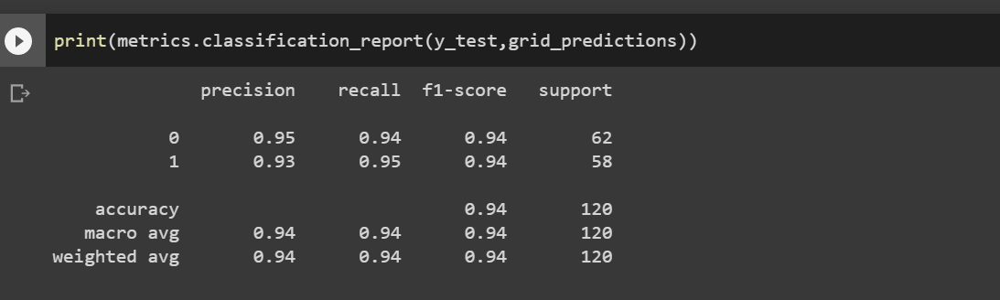 print(metrics.classification_report(y_test,grid_predictions))
precision recall f1-score support
0 0.95 0.94 0.94 62
1 0.93 0.95 0.94 58
accuracy 0.94 120
macro avg 0.94 0.94 0.94 120
weighted avg 0.94 0.94 0.94 120